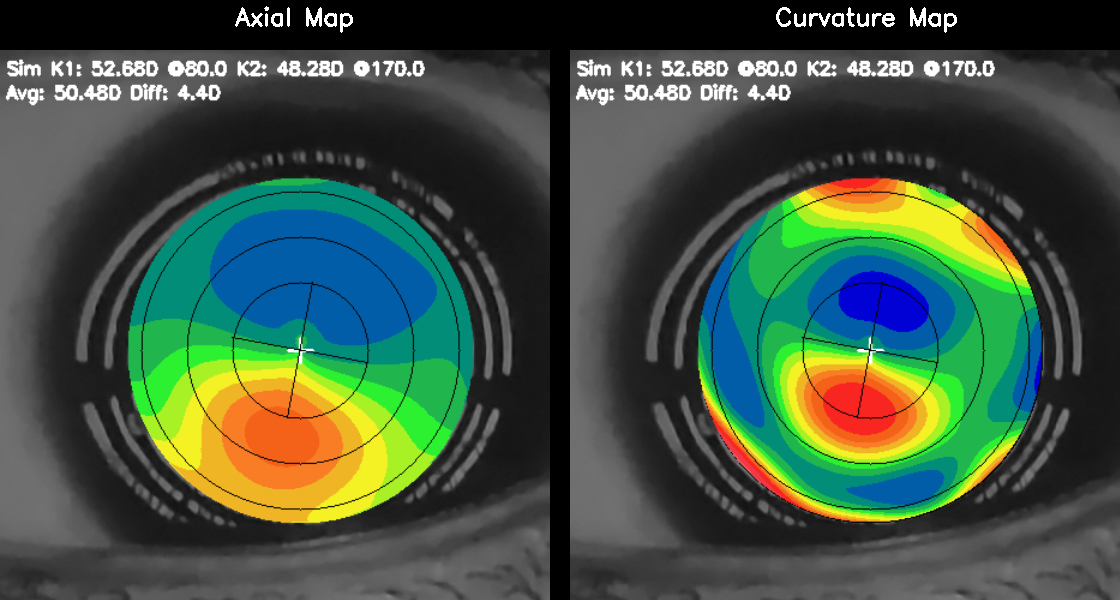 Axial Map
Curvature Map
Sim K1: 52.68D @80.0 K2: 48.28D @170.0
Avg: 50.48D Diff: 4.4D
Sim K1: 52.68D @80.0 K2: 48.28D @170.0
Avg: 50.48D Diff: 4.4D